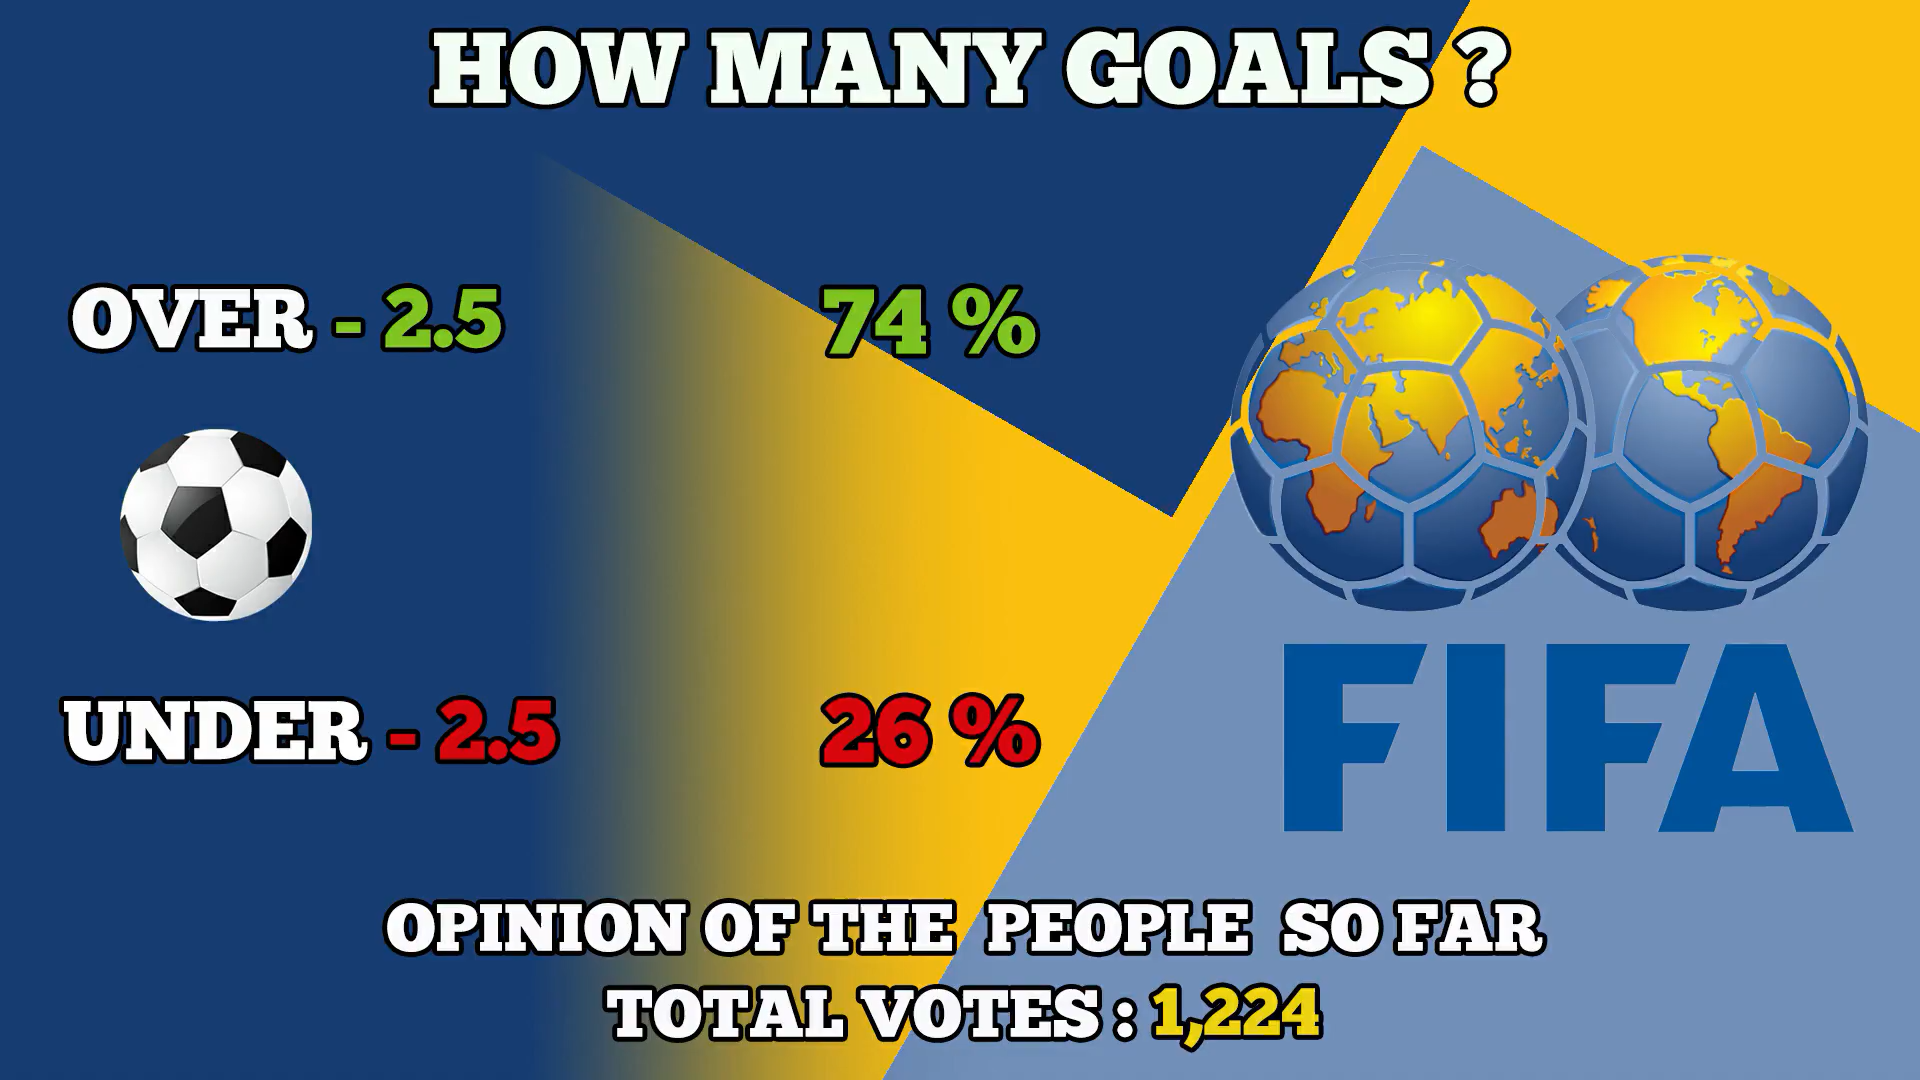 HOW MANY GOALS ?
OVER - 2.5 74 %
UNDER - 2.5 26 %
FIFA
OPINION OF THE PEOPLE SO FAR
TOTAL VOTES : 1,224